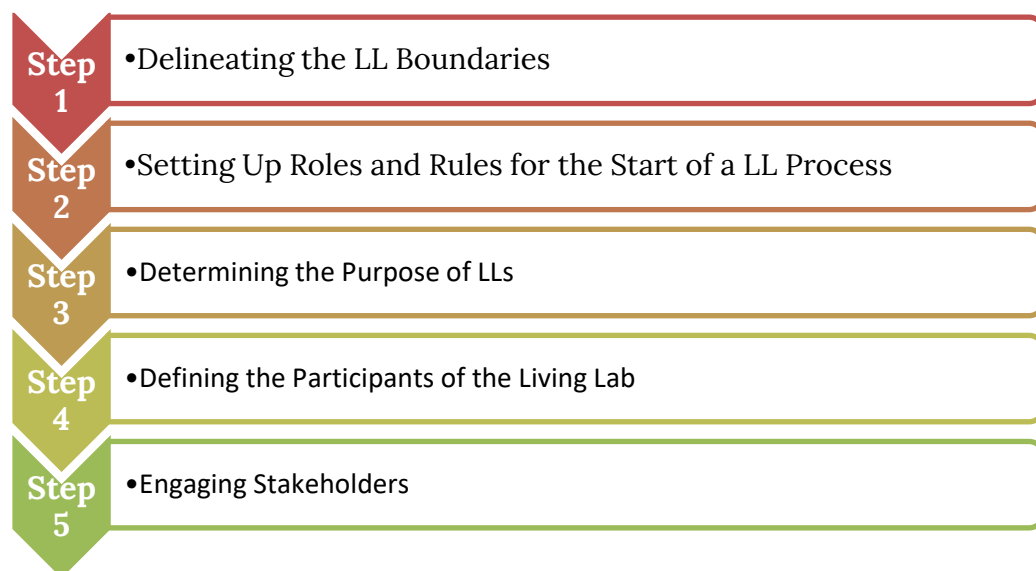 Step
1
•Delineating the LL Boundaries
Step
2
•Setting Up Roles and Rules for the Start of a LL Process
Step
3
•Determining the Purpose of LLs
Step
4
•Defining the Participants of the Living Lab
Step
5
•Engaging Stakeholders